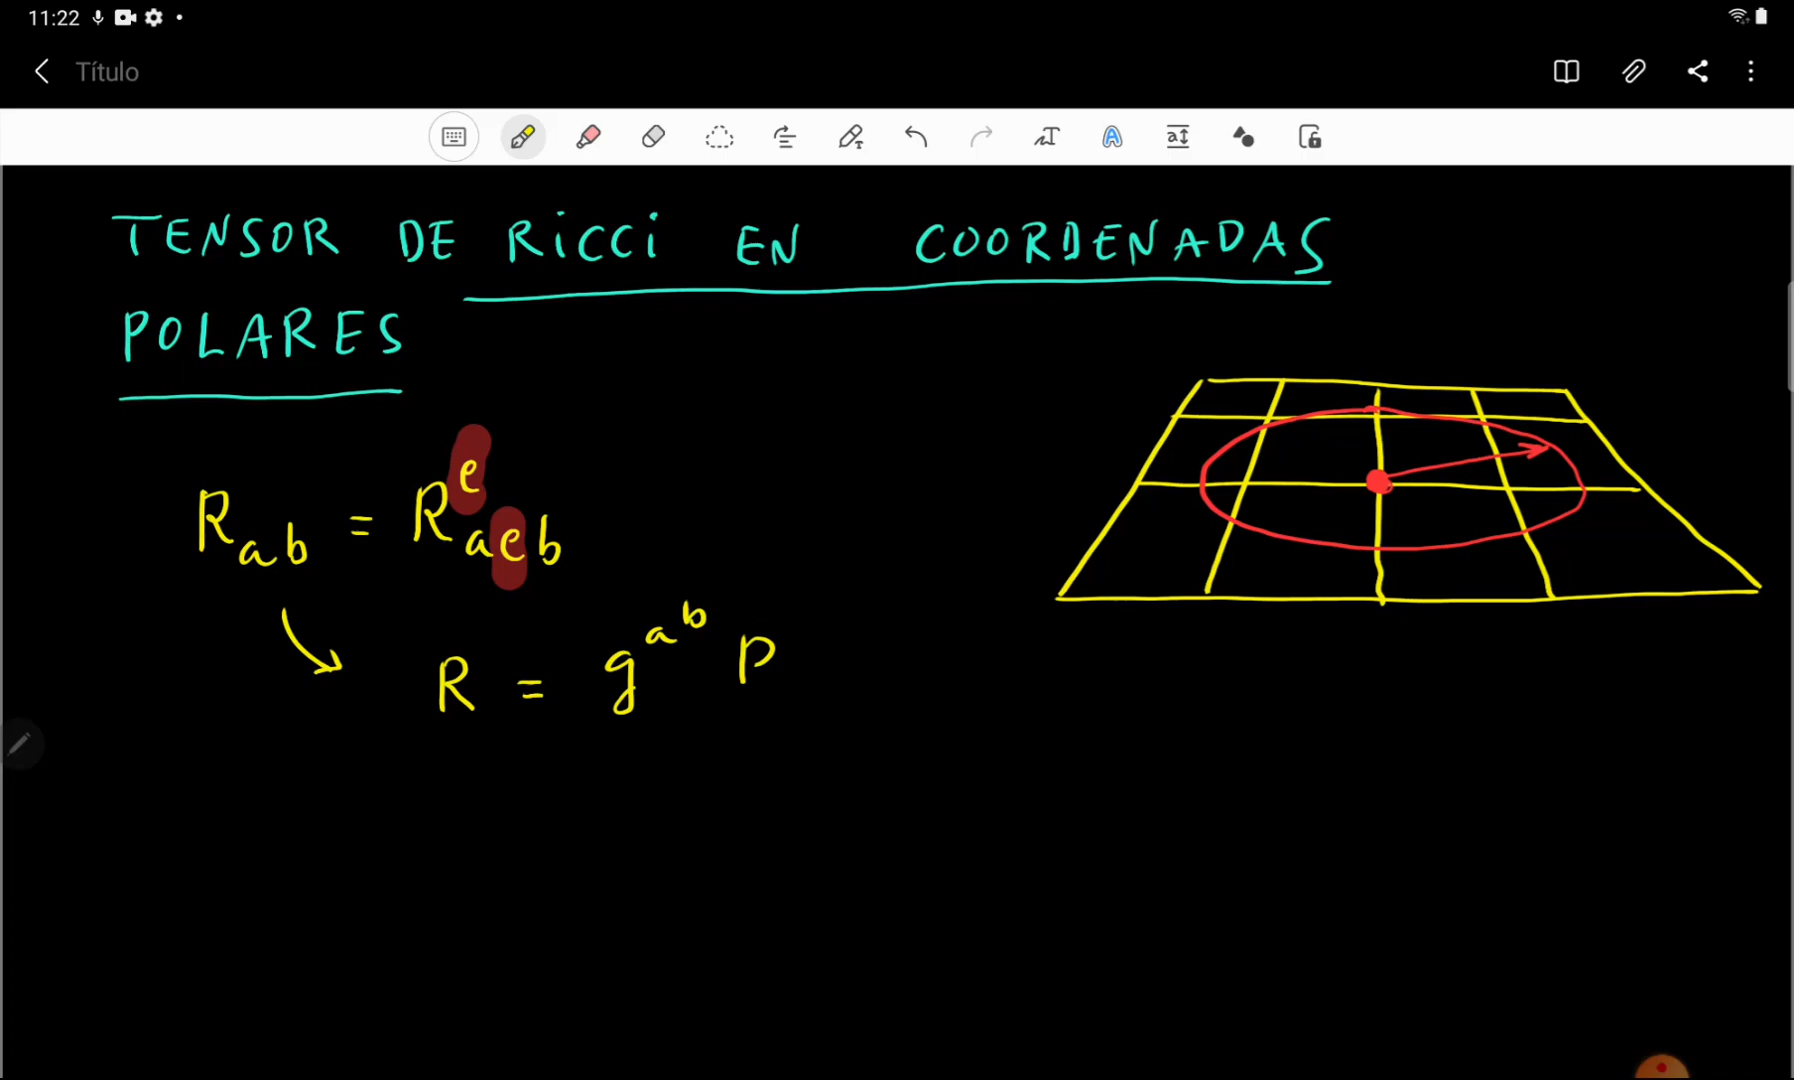 11:22
Título
TENSOR DE RiCCi EN COORDENADAS
POLARES
R_ab = R^e_aeb
R = g^ab P